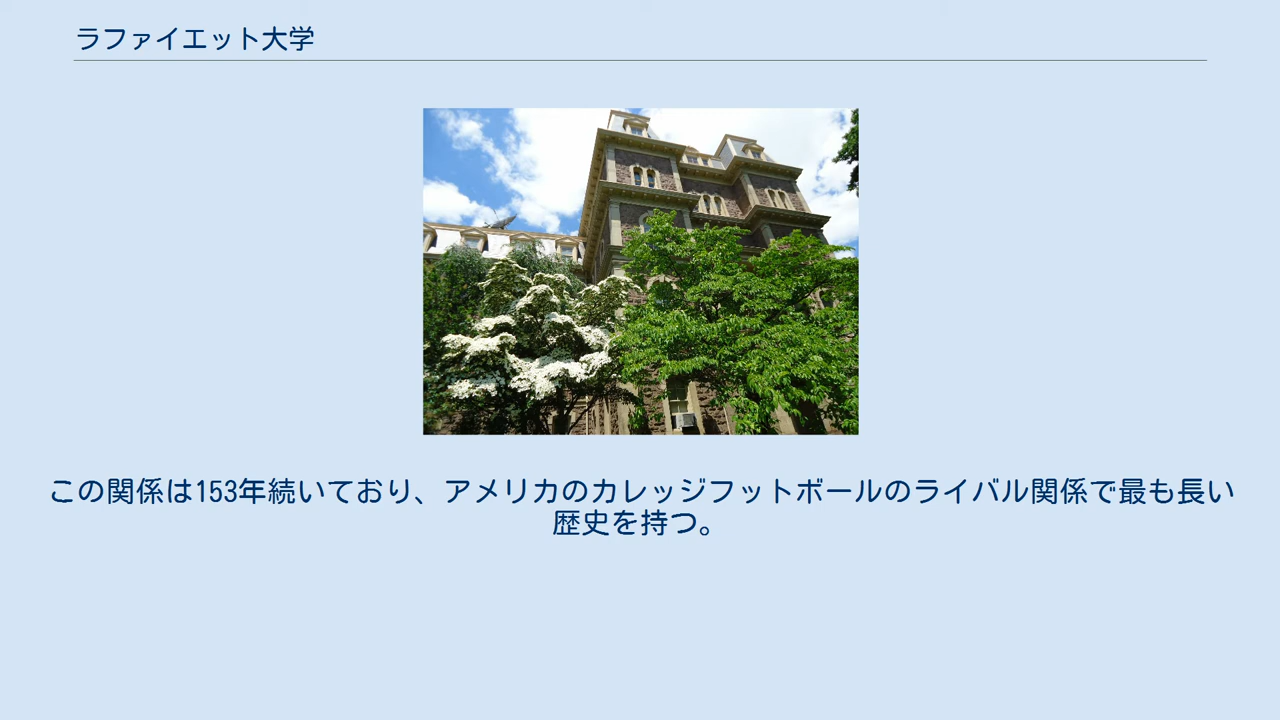 ラファイエット大学
この関係は153年続いており、アメリカのカレッジフットボールのライバル関係で最も長い
歴史を持つ。